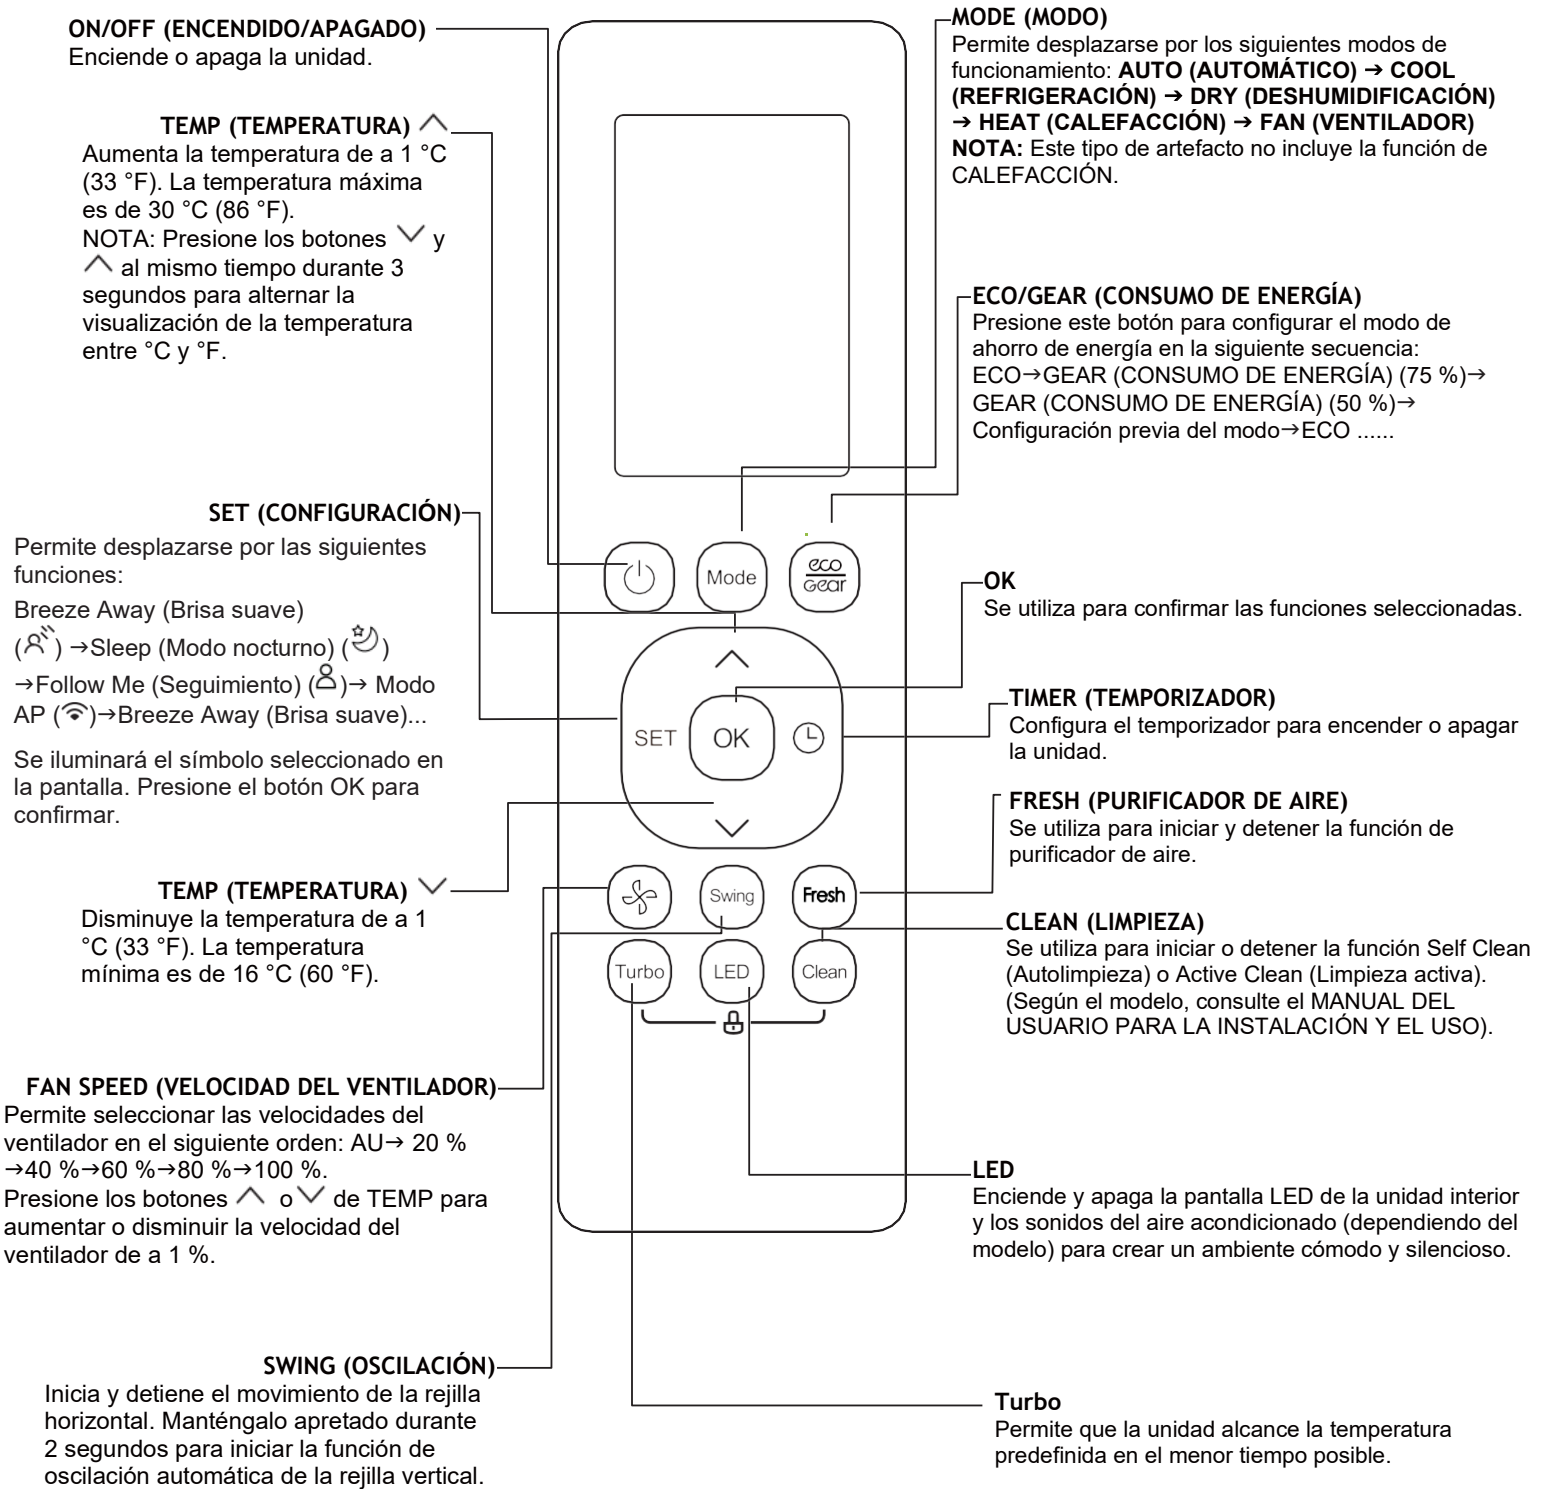 ON/OFF (ENCENDIDO/APAGADO)
Enciende o apaga la unidad.
TEMP (TEMPERATURA)
Aumenta la temperatura de a 1 °C
(33 °F). La temperatura máxima
es de 30 °C (86 °F).
NOTA: Presione los botones y
al mismo tiempo durante 3
segundos para alternar la
visualización de la temperatura
entre °C y °F.
SET (CONFIGURACIÓN)
Permite desplazarse por las siguientes
funciones:
Breeze Away (Brisa suave)
( ) →Sleep (Modo nocturno) ( )
→Follow Me (Seguimiento) ( )→ Modo
AP ( )→Breeze Away (Brisa suave)...
Se iluminará el símbolo seleccionado en
la pantalla. Presione el botón OK para
confirmar.
TEMP (TEMPERATURA)
Disminuye la temperatura de a 1
°C (33 °F). La temperatura
mínima es de 16 °C (60 °F).
FAN SPEED (VELOCIDAD DEL VENTILADOR)
Permite seleccionar las velocidades del
ventilador en el siguiente orden: AU→ 20 %
→40 %→60 %→80 %→100 %.
Presione los botones o de TEMP para
aumentar o disminuir la velocidad del
ventilador de a 1 %.
SWING (OSCILACIÓN)
Inicia y detiene el movimiento de la rejilla
horizontal. Manténgalo apretado durante
2 segundos para iniciar la función de
oscilación automática de la rejilla vertical.
Mode
eco
Gear
SET
OK
Swing
Fresh
Turbo
LED
Clean
MODE (MODO)
Permite desplazarse por los siguientes modos de
funcionamiento: AUTO (AUTOMÁTICO) → COOL
(REFRIGERACIÓN) → DRY (DESHUMIDIFICACIÓN)
→ HEAT (CALEFACCIÓN) → FAN (VENTILADOR)
NOTA: Este tipo de artefacto no incluye la función de
CALEFACCIÓN.
ECO/GEAR (CONSUMO DE ENERGÍA)
Presione este botón para configurar el modo de
ahorro de energía en la siguiente secuencia:
ECO→GEAR (CONSUMO DE ENERGÍA) (75 %)→
GEAR (CONSUMO DE ENERGÍA) (50 %)→
Configuración previa del modo→ECO ......
OK
Se utiliza para confirmar las funciones seleccionadas.
TIMER (TEMPORIZADOR)
Configura el temporizador para encender o apagar
la unidad.
FRESH (PURIFICADOR DE AIRE)
Se utiliza para iniciar y detener la función de
purificador de aire.
CLEAN (LIMPIEZA)
Se utiliza para iniciar o detener la función Self Clean
(Autolimpieza) o Active Clean (Limpieza activa).
(Según el modelo, consulte el MANUAL DEL
USUARIO PARA LA INSTALACIÓN Y EL USO).
LED
Enciende y apaga la pantalla LED de la unidad interior
y los sonidos del aire acondicionado (dependiendo del
modelo) para crear un ambiente cómodo y silencioso.
Turbo
Permite que la unidad alcance la temperatura
predefinida en el menor tiempo posible.